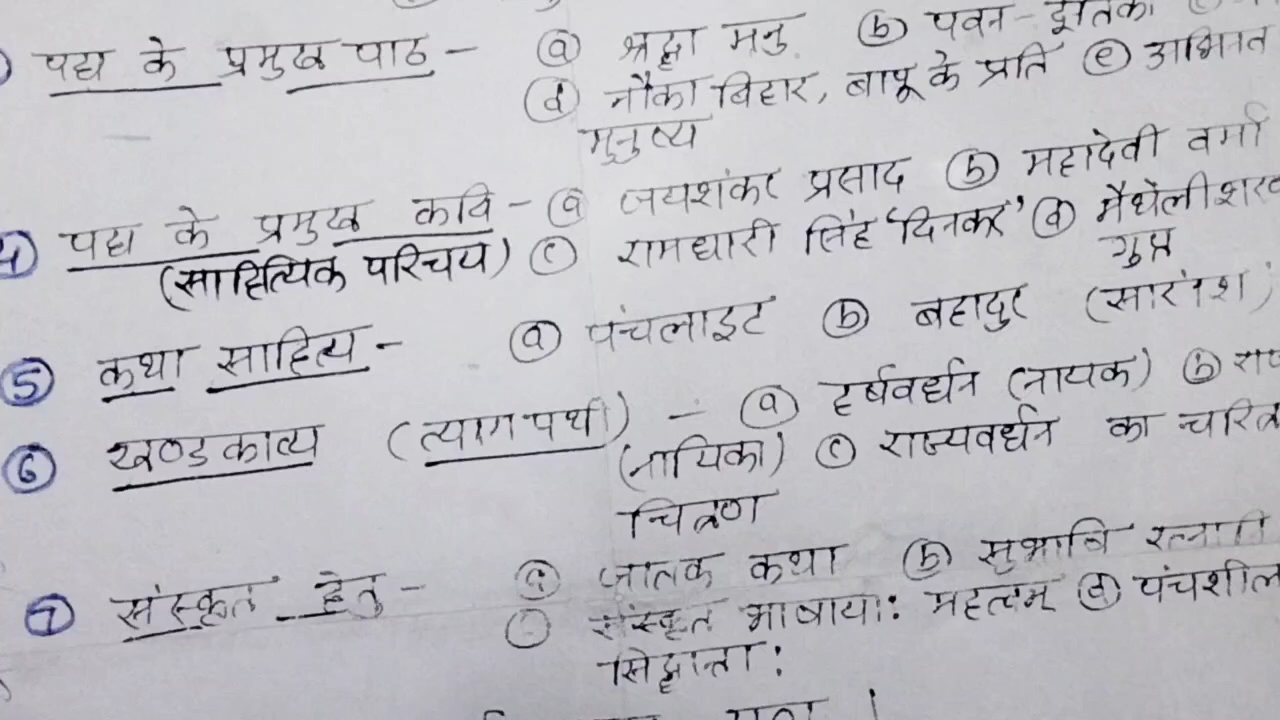 पद्य के प्रमुख पाठ - (a) श्रद्धा मनु (b) पवन - दूतिका
(d) नौका विहार, बापू के प्रति (e) अभिनव
मुनुष्य
पद्य के प्रमुख कवि - (a) जयशंकर प्रसाद (b) महादेवी वर्मा
(साहित्यिक परिचय) (c) रामधारी सिंह 'दिनकर' (d) मैथेलीशरण
गुप्त
(5) कथा साहित्य - (a) पंचलाइट (b) बहादुर (सारांश)
(6) खण्डकाव्य (त्यागपथी) - (a) हर्षवर्धन (नायक) (b)
(नायिका) (c) राज्यवर्धन का चरित्र
चित्रण
(7) संस्कृत हेतु - (a) जातक कथा (b) सुभाषि रत्नानि
(c) संस्कृत भाषायाः महत्वम् (d) पंचशील
सिद्धान्ताः